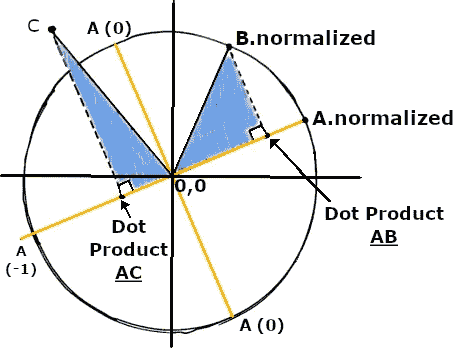 C
A (0)
B.normalized
A.normalized
0,0
Dot Product
AB
Dot
Product
AC
A
(-1)
A (0)